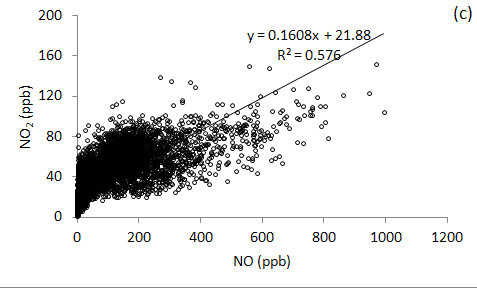 (c)
y = 0.1608x + 21.88
R² = 0.576
200
160
120
80
40
0
NO₂ (ppb)
0 200 400 600 800 1000 1200
NO (ppb)